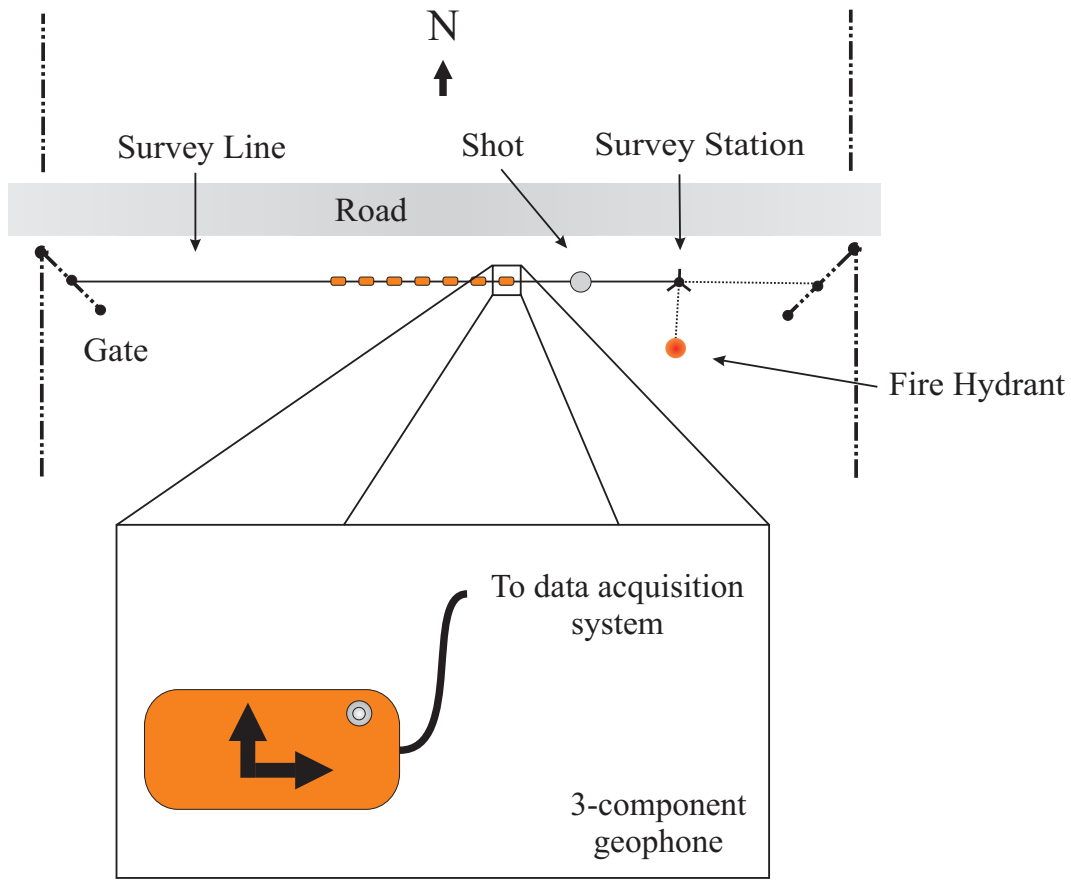 N
Survey Line
Shot
Survey Station
Road
Gate
Fire Hydrant
To data acquisition
system
3-component
geophone